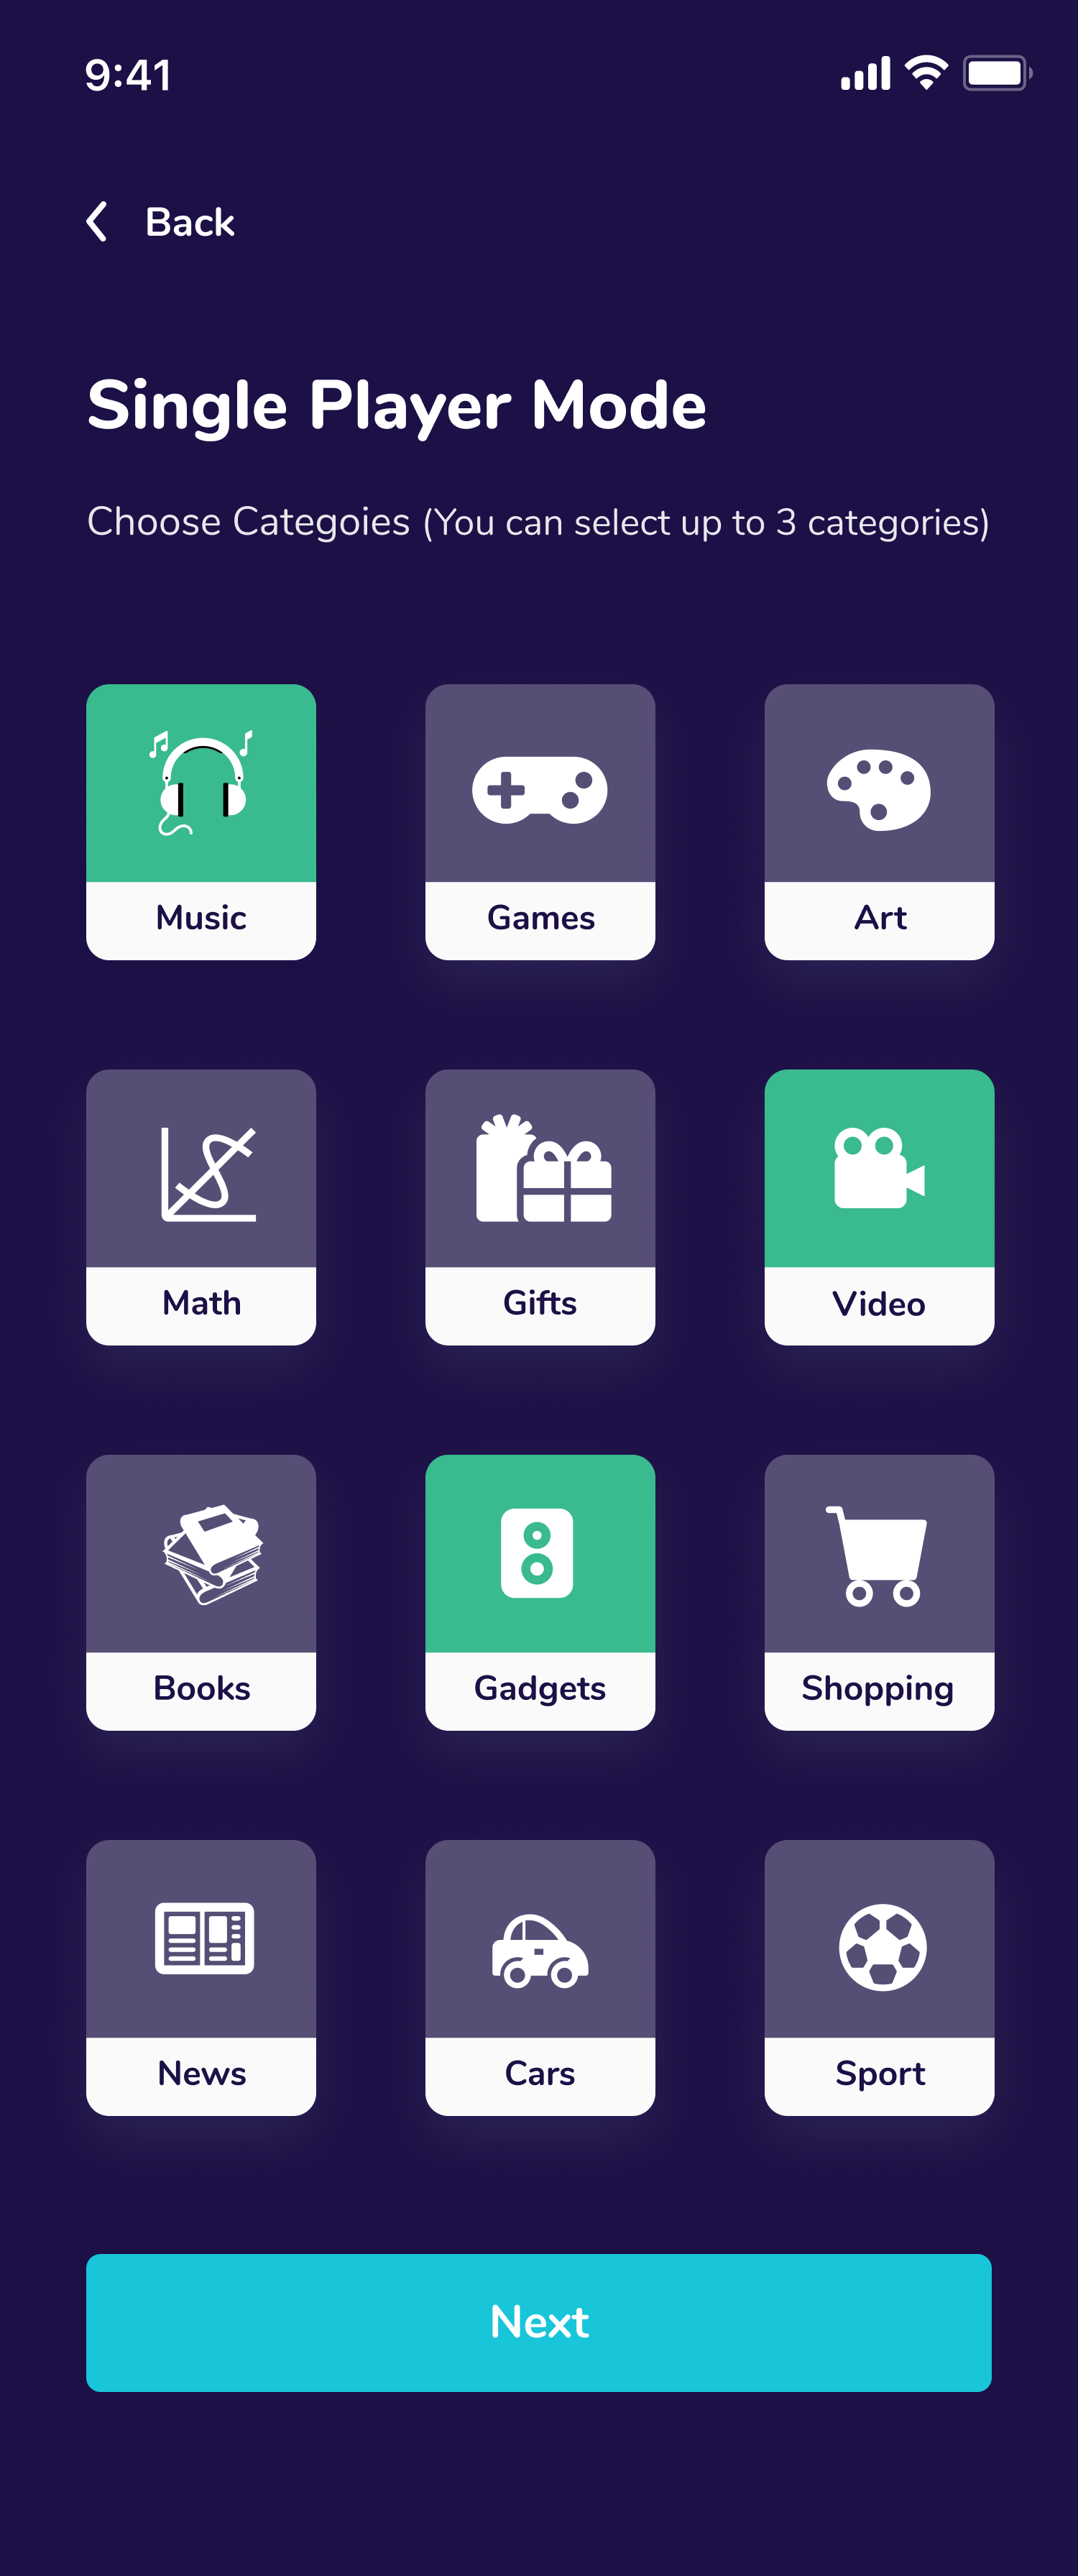 9:41
Back
Single Player Mode
Choose Categoies (You can select up to 3 categories)
Music
Games
Art
Math
Gifts
Video
Books
Gadgets
Shopping
News
Cars
Sport
Next